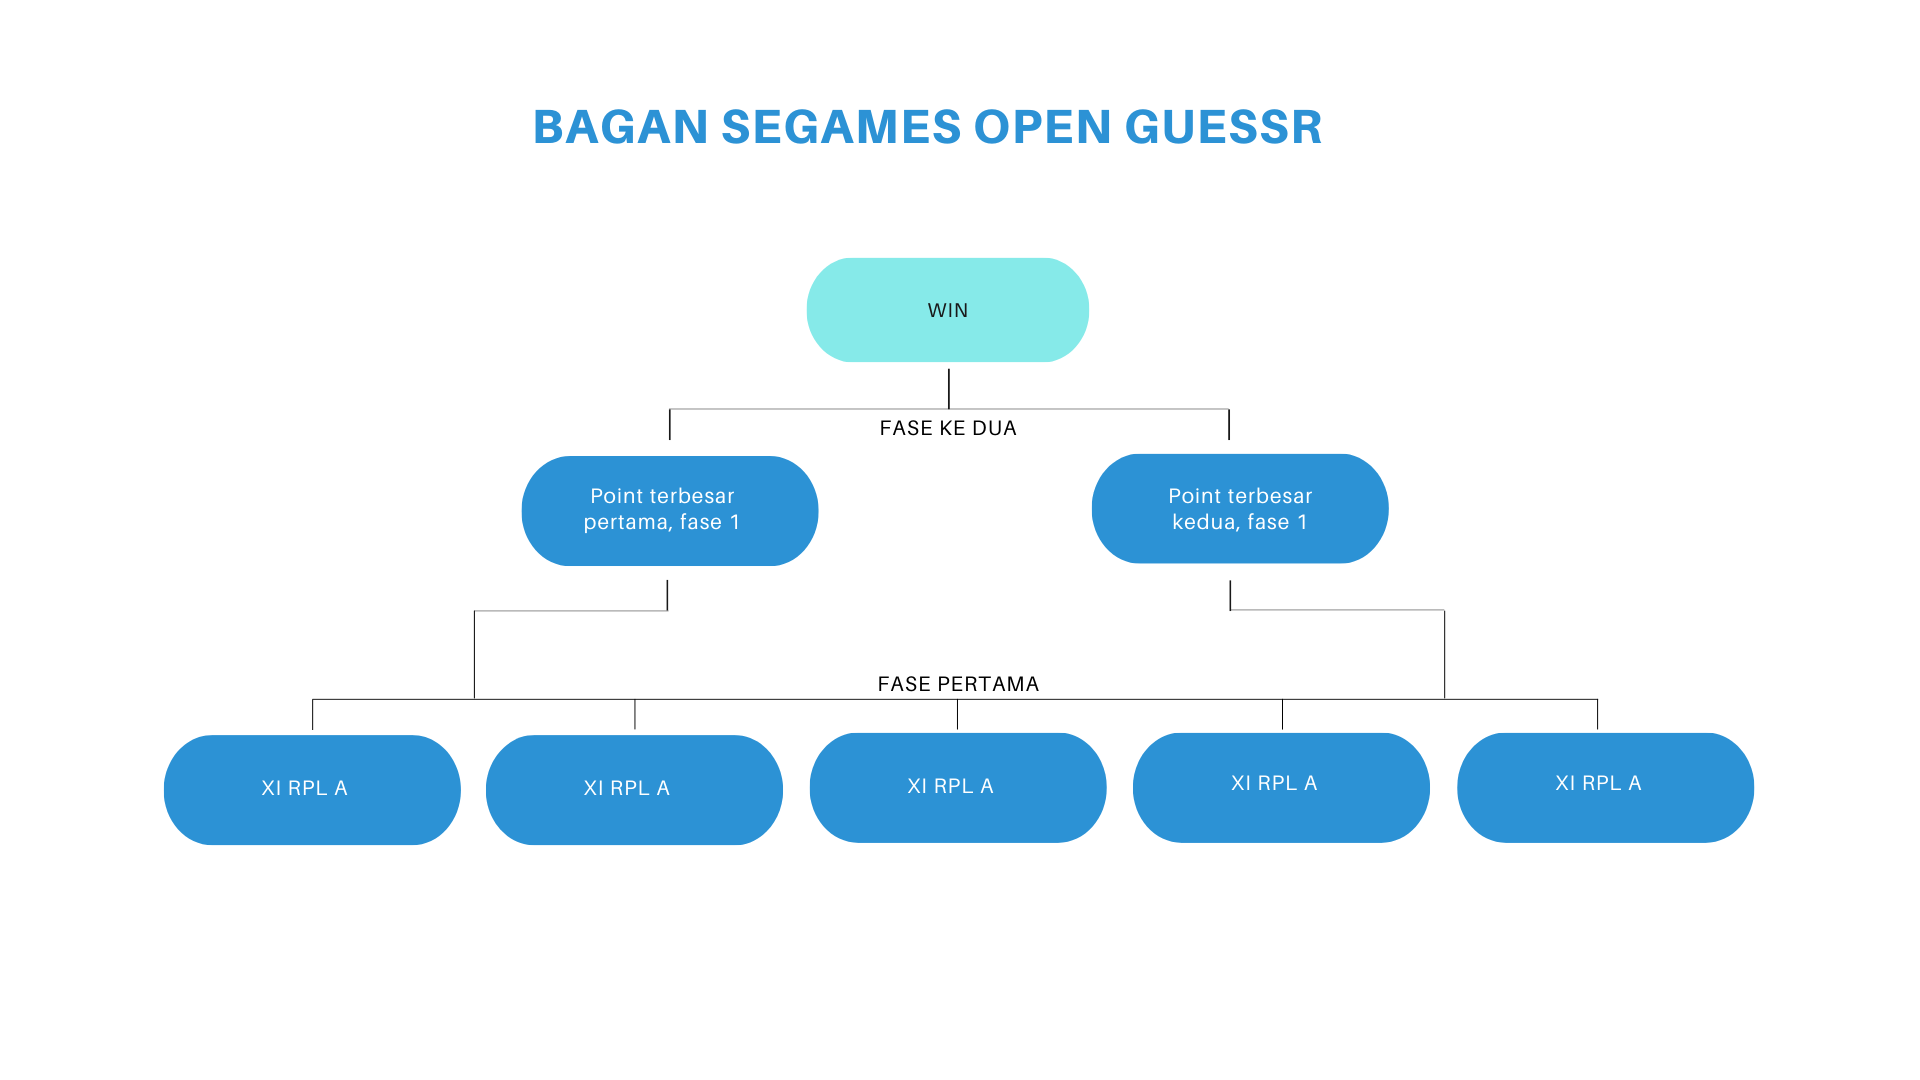 BAGAN SEGAMES OPEN GUESSR
WIN
FASE KE DUA
Point terbesar
pertama, fase 1
Point terbesar
kedua, fase 1
FASE PERTAMA
XI RPL A
XI RPL A
XI RPL A
XI RPL A
XI RPL A